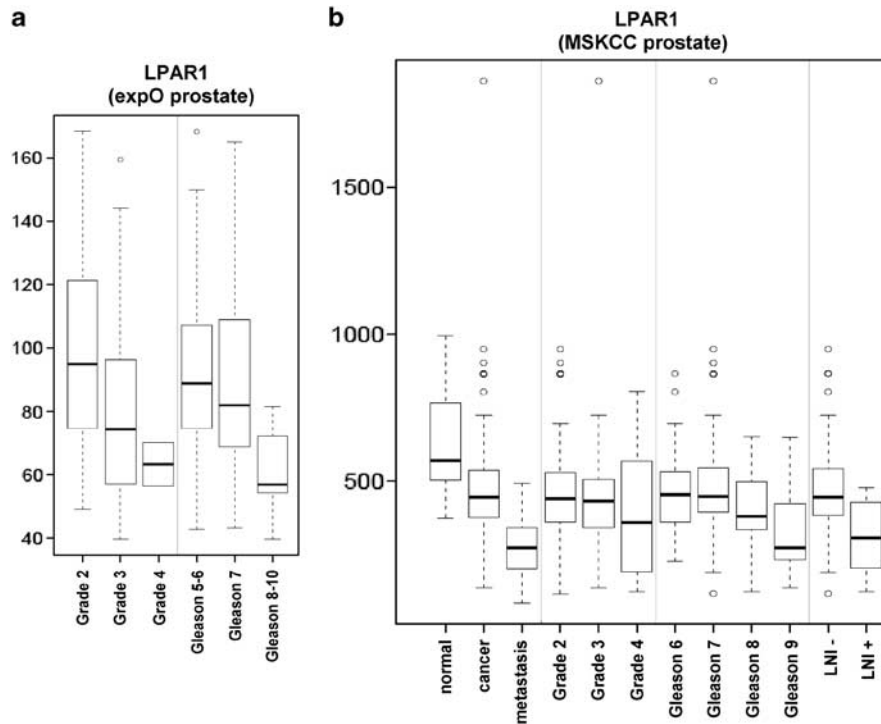 a
LPAR1
(expO prostate)
160
140
120
100
80
60
40
Grade 2
Grade 3
Grade 4
Gleason 5-6
Gleason 7
Gleason 8-10
b
LPAR1
(MSKCC prostate)
1500
1000
500
normal
cancer
metastasis
Grade 2
Grade 3
Grade 4
Gleason 6
Gleason 7
Gleason 8
Gleason 9
LNI -
LNI +